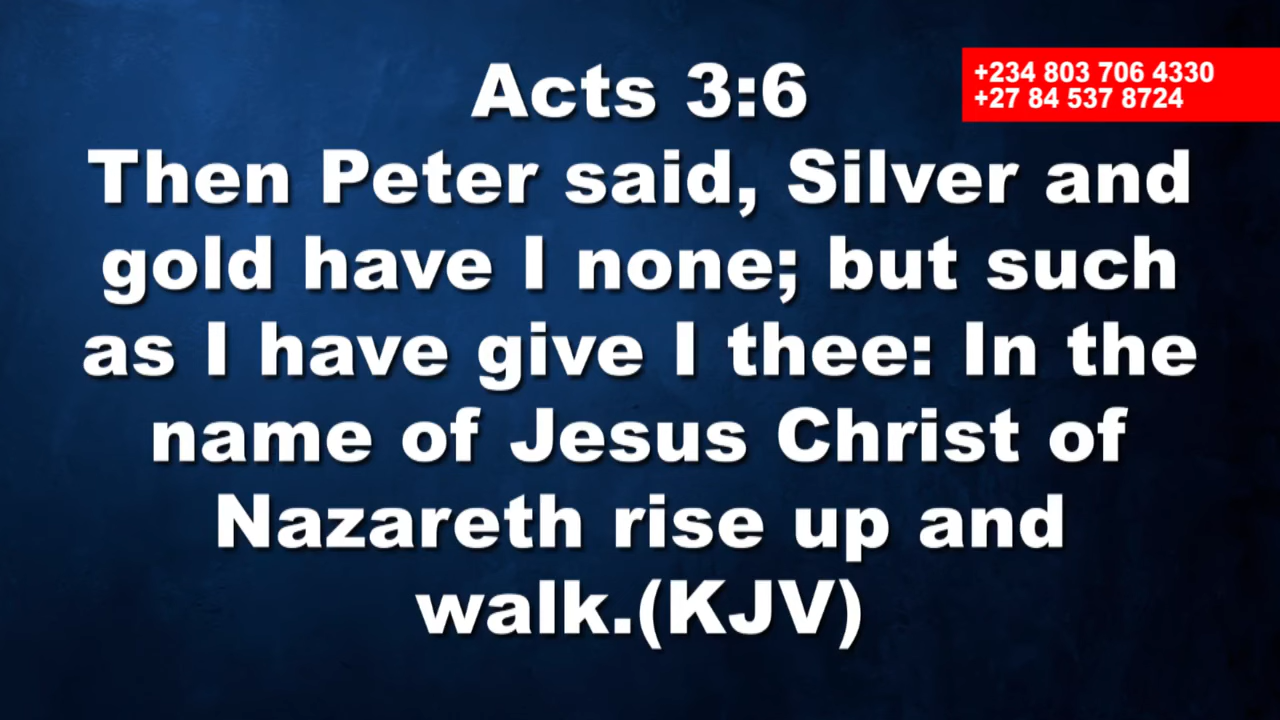 Acts 3:6
+234 803 706 4330
+27 84 537 8724
Then Peter said, Silver and
gold have I none; but such
as I have give I thee: In the
name of Jesus Christ of
Nazareth rise up and
walk.(KJV)